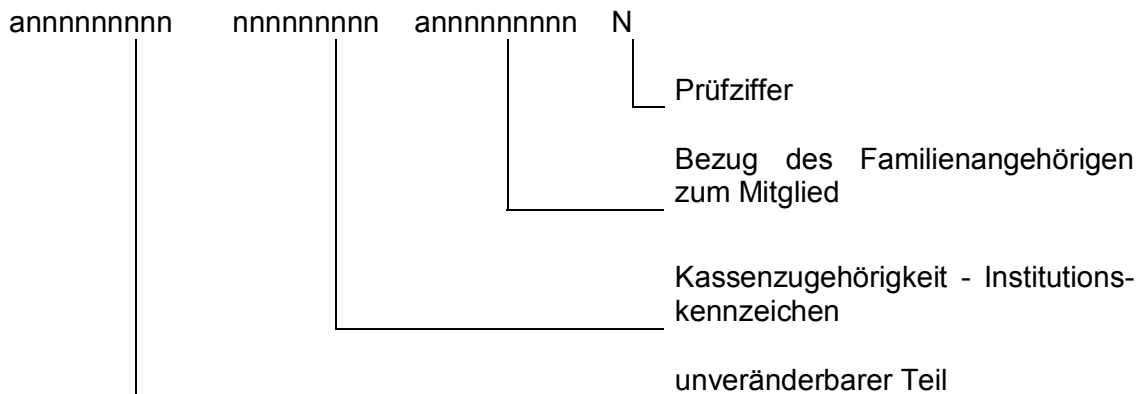 annnnnnnnn nnnnnnnnn annnnnnnnn N
Prüfziffer
Bezug des Familienangehörigen
zum Mitglied
Kassenzugehörigkeit - Institutions-
kennzeichen
unveränderbarer Teil